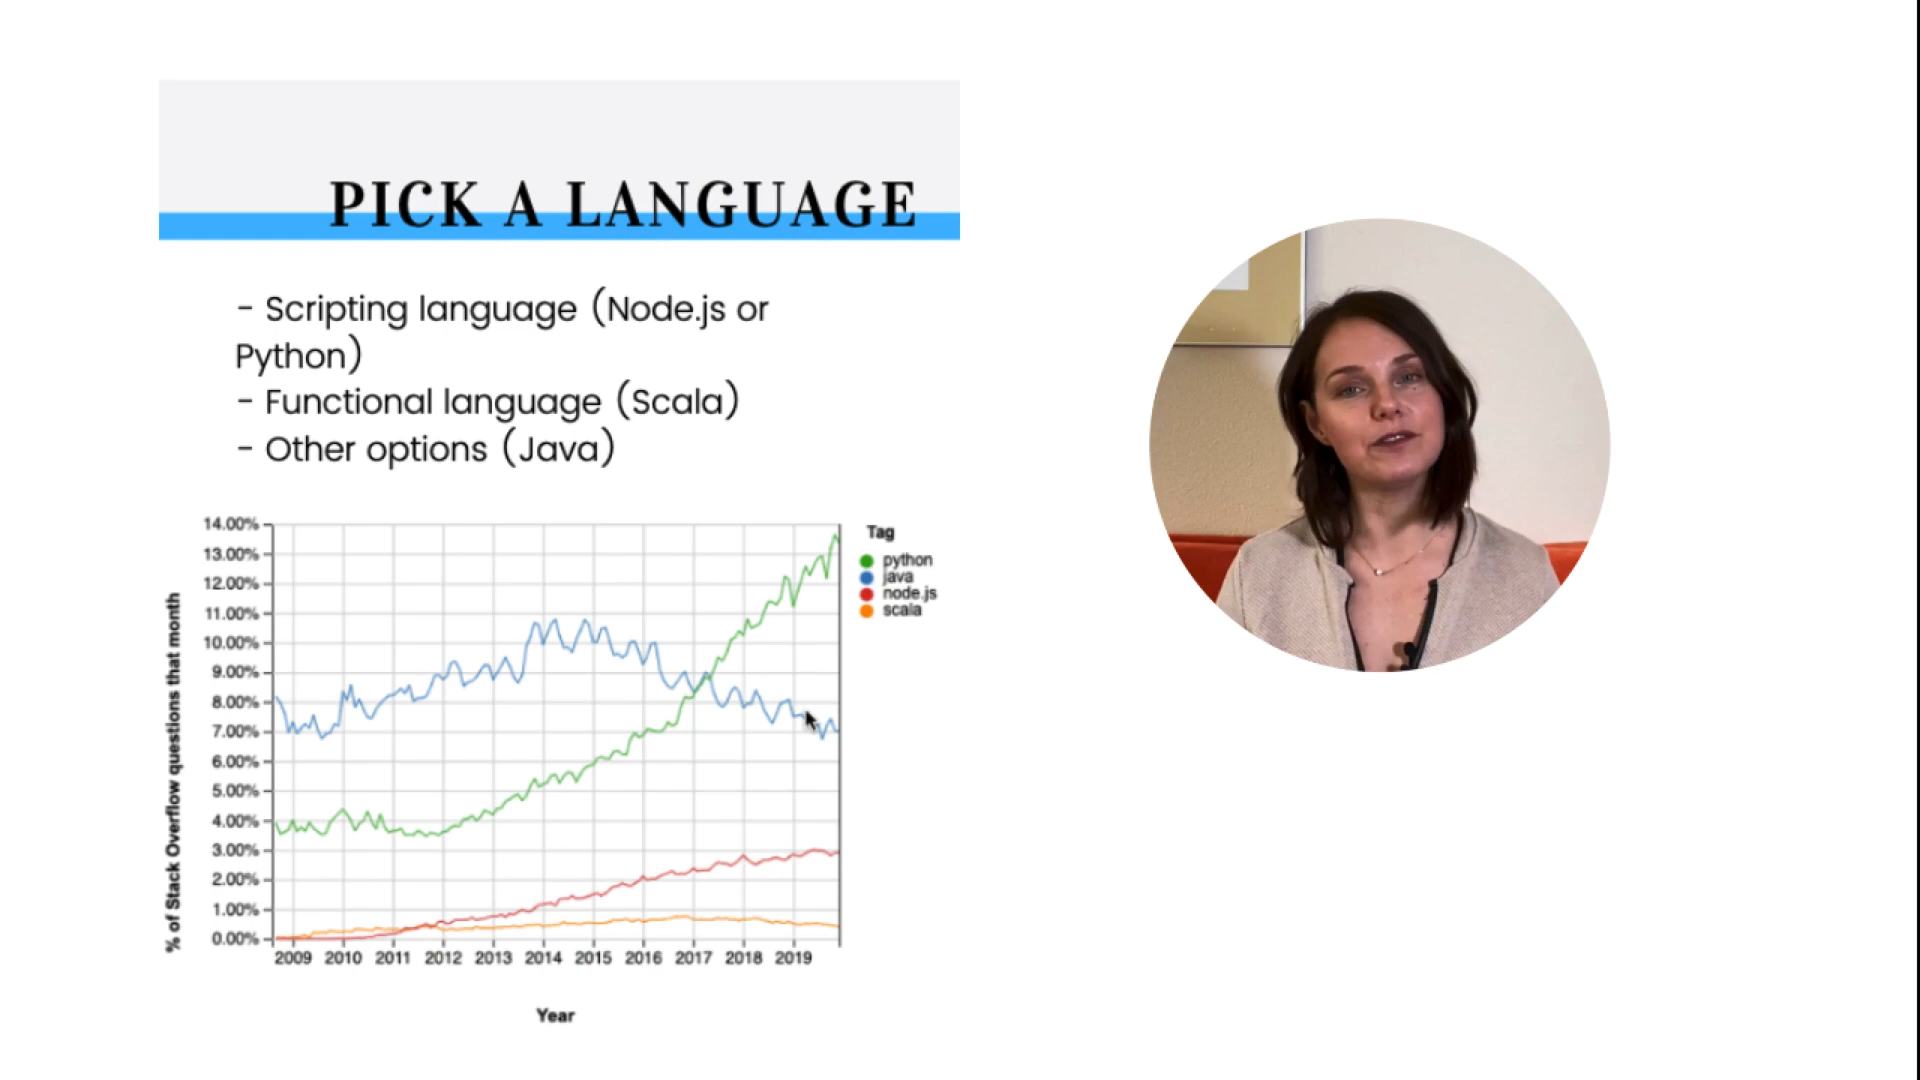 PICK A LANGUAGE
- Scripting language (Node.js or
Python)
- Functional language (Scala)
- Other options (Java)
% of Stack Overflow questions that month
14.00%
13.00%
12.00%
11.00%
10.00%
9.00%
8.00%
7.00%
6.00%
5.00%
4.00%
3.00%
2.00%
1.00%
0.00%
2009 2010 2011 2012 2013 2014 2015 2016 2017 2018 2019
Year
Tag
python
java
node.js
scala